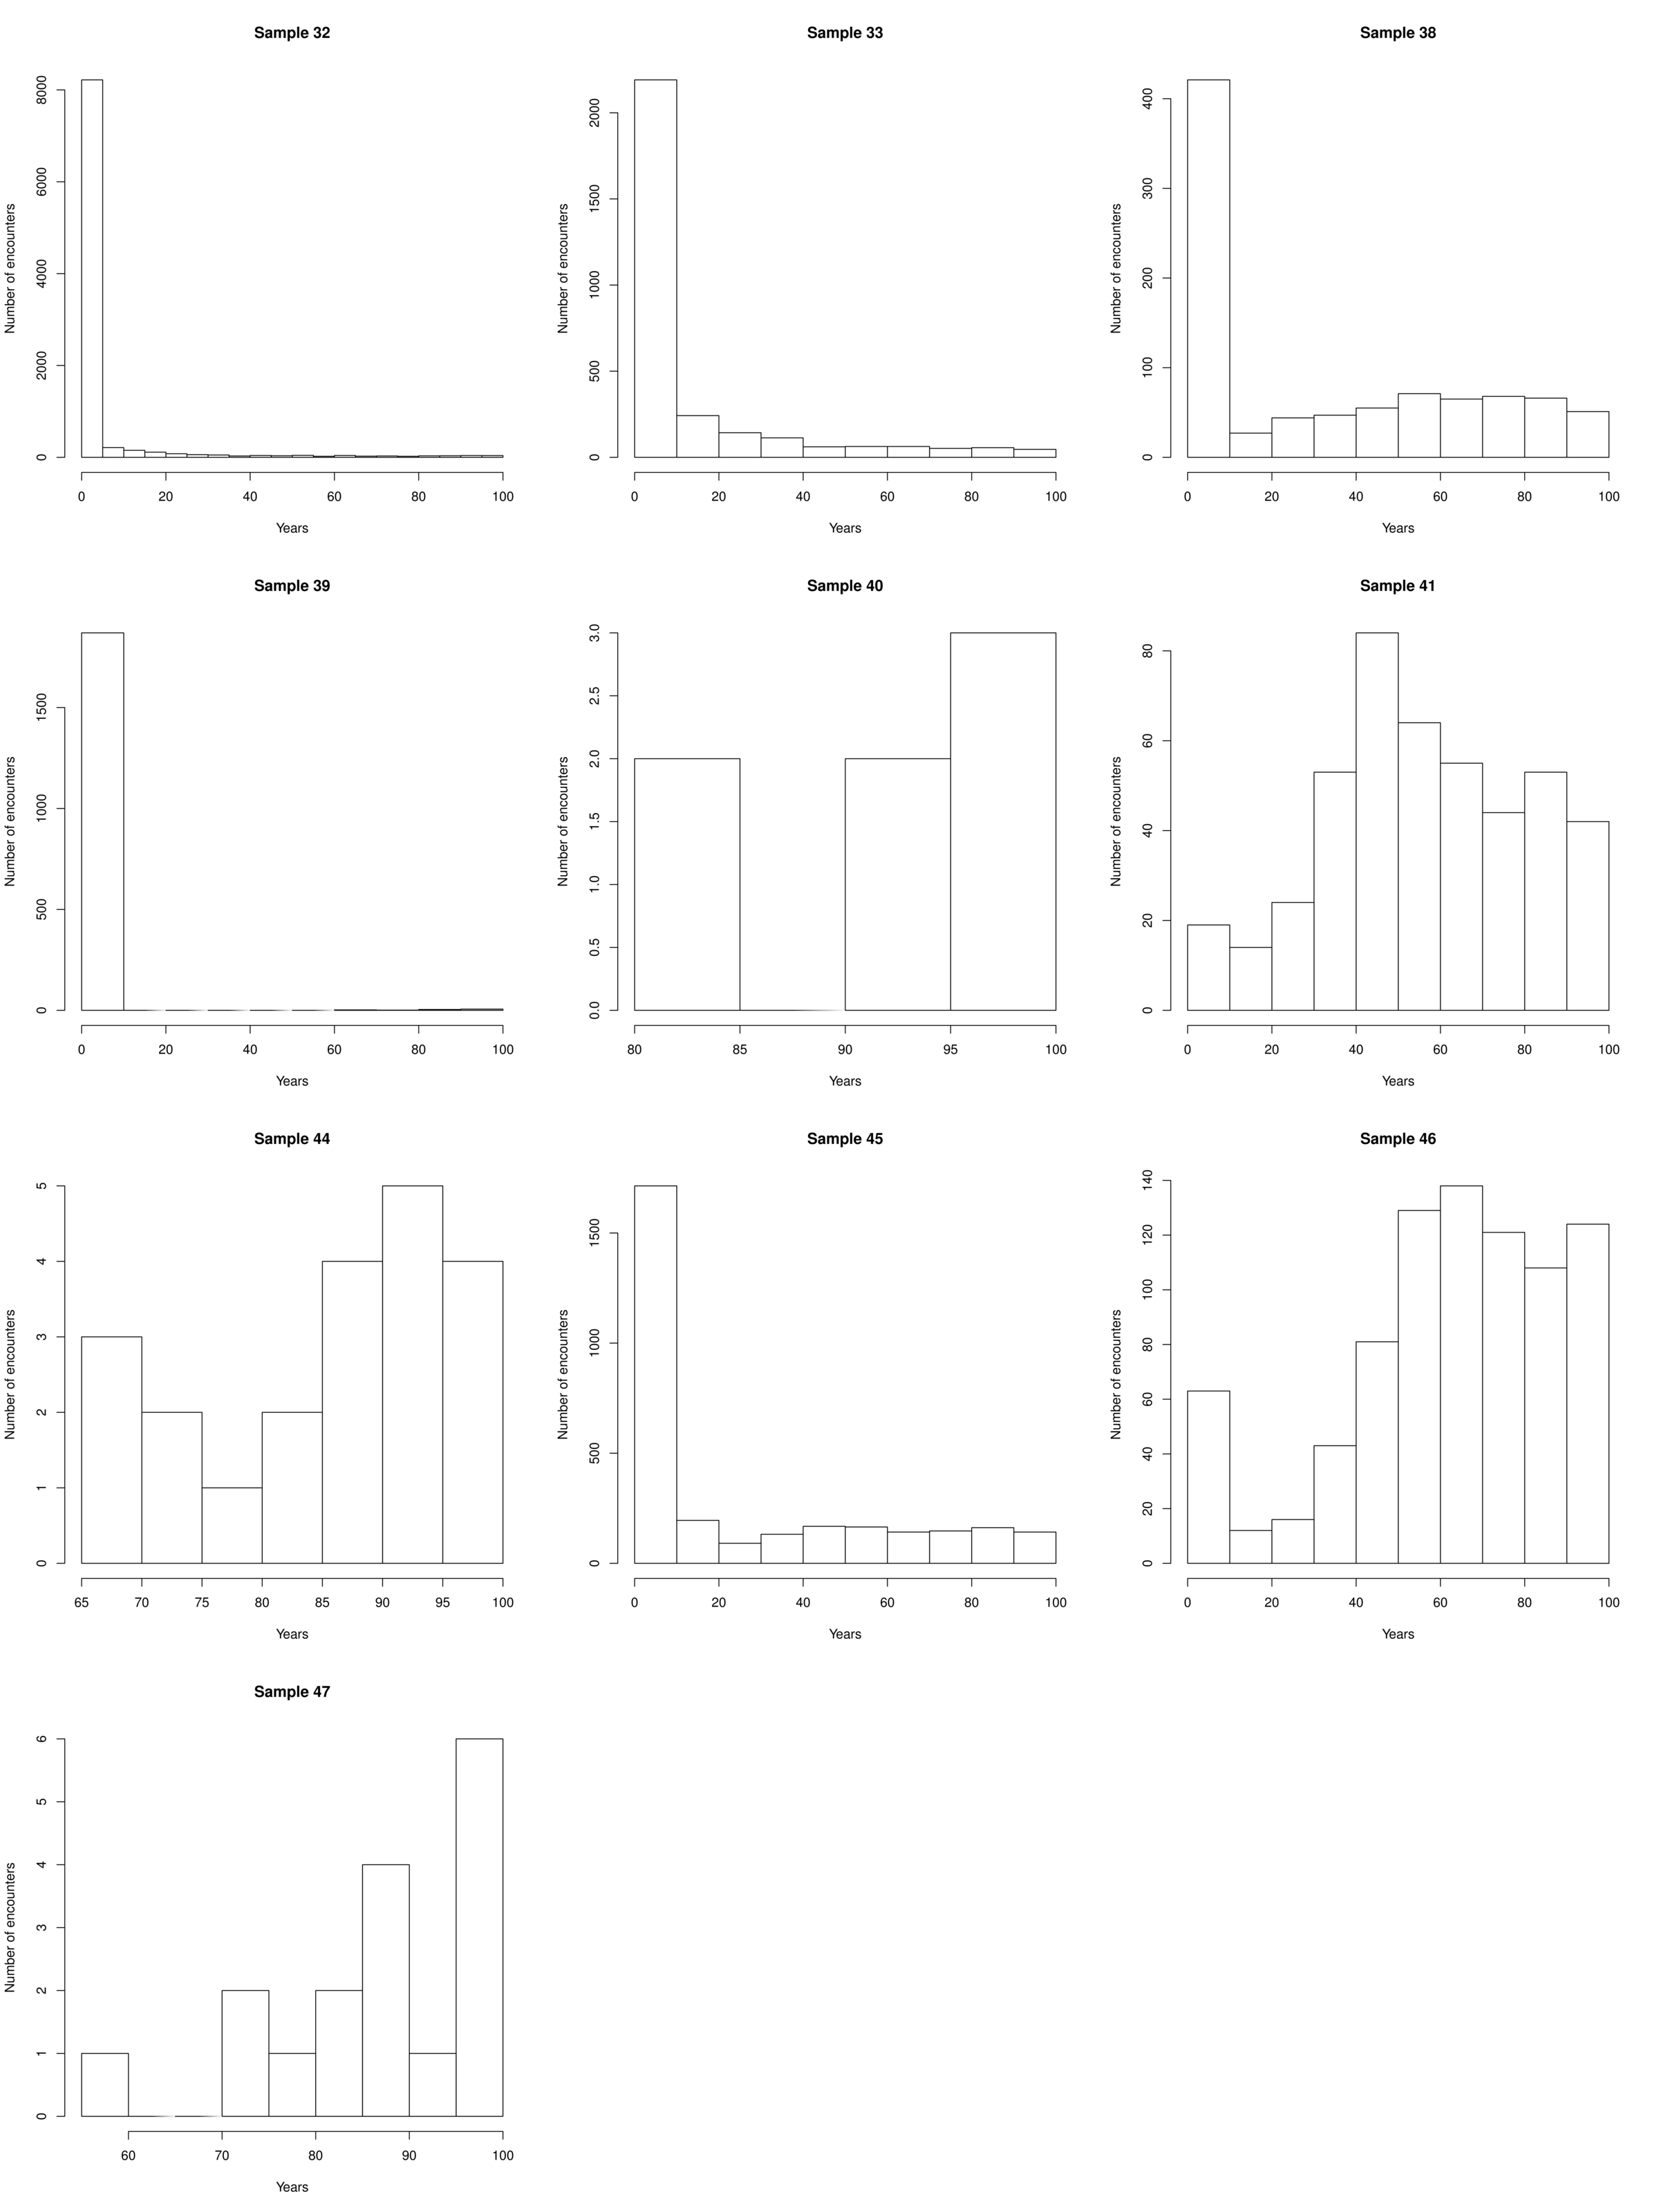 Sample 32
Number of encounters
0 2000 4000 6000 8000
0 20 40 60 80 100
Years
Sample 33
Number of encounters
0 500 1000 1500 2000
0 20 40 60 80 100
Years
Sample 38
Number of encounters
0 100 200 300 400
0 20 40 60 80 100
Years
Sample 39
Number of encounters
0 500 1000 1500
0 20 40 60 80 100
Years
Sample 40
Number of encounters
0.0 0.5 1.0 1.5 2.0 2.5 3.0
80 85 90 95 100
Years
Sample 41
Number of encounters
0 20 40 60 80
0 20 40 60 80 100
Years
Sample 44
Number of encounters
0 1 2 3 4 5
65 70 75 80 85 90 95 100
Years
Sample 45
Number of encounters
0 500 1000 1500
0 20 40 60 80 100
Years
Sample 46
Number of encounters
0 20 40 60 80 100 120 140
0 20 40 60 80 100
Years
Sample 47
Number of encounters
0 1 2 3 4 5 6
60 70 80 90 100
Years